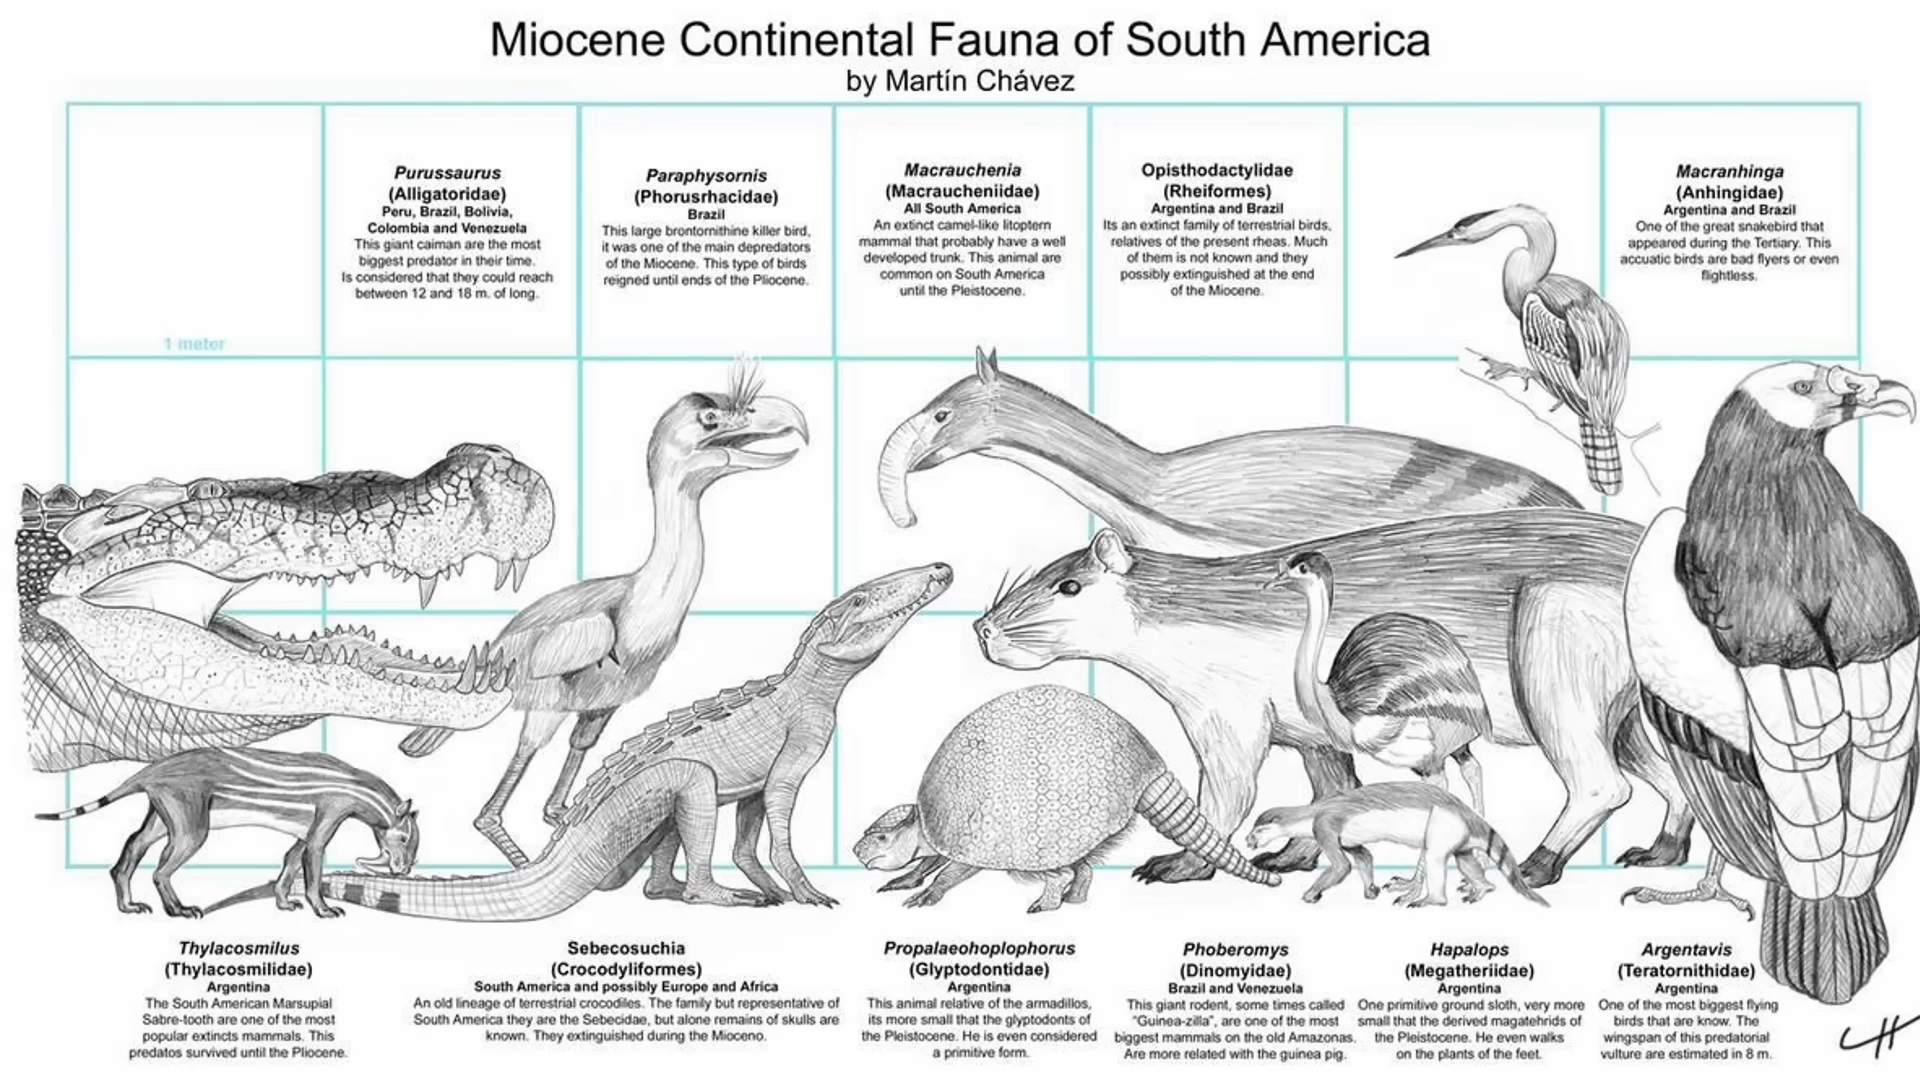 Miocene Continental Fauna of South America
by Martín Chávez
Purussaurus
(Alligatoridae)
Peru, Brazil, Bolivia,
Colombia and Venezuela
This giant caiman are the most
biggest predator in their time.
Is considered that they could reach
between 12 and 18 m. of long.
Paraphysornis
(Phorusrhacidae)
Brazil
This large brontornithine killer bird,
it was one of the main depredators
of the Miocene. This type of birds
reigned until ends of the Pliocene.
Macrauchenia
(Macraucheniidae)
All South America
An extinct camel-like litoptern
mammal that probably have a well
developed trunk. This animal are
common on South America
until the Pleistocene.
Opisthodactylidae
(Rheiformes)
Argentina and Brazil
Its an extinct family of terrestrial birds,
relatives of the present rheas. Much
of them is not known and they
possibly extinguished at the end
of the Miocene.
Macranhinga
(Anhingidae)
Argentina and Brazil
One of the great snakebird that
appeared during the Tertiary. This
accuatic birds are bad flyers or even
flightless.
1 meter
Thylacosmilus
(Thylacosmilidae)
Argentina
The South American Marsupial
Sabre-tooth are one of the most
popular extincts mammals. This
predatos survived until the Pliocene.
Sebecosuchia
(Crocodyliformes)
South America and possibly Europe and Africa
An old lineage of terrestrial crocodiles. The family but representative of
South America they are the Sebecidae, but alone remains of skulls are
known. They extinguished during the Mioceno.
Propalaeohoplophorus
(Glyptodontidae)
Argentina
This animal relative of the armadillos,
its more small that the glyptodonts of
the Pleistocene. He is even considered
a primitive form.
Phoberomys
(Dinomyidae)
Brazil and Venezuela
This giant rodent, some times called
"Guinea-zilla", are one of the most
biggest mammals on the old Amazonas.
Are more related with the guinea pig.
Hapalops
(Megatheriidae)
Argentina
One primitive ground sloth, very more
small that the derived magatehrids of
the Pleistocene. He even walks
on the plants of the feet.
Argentavis
(Teratornithidae)
Argentina
One of the most biggest flying
birds that are know. The
wingspan of this predatorial
vulture are estimated in 8 m.